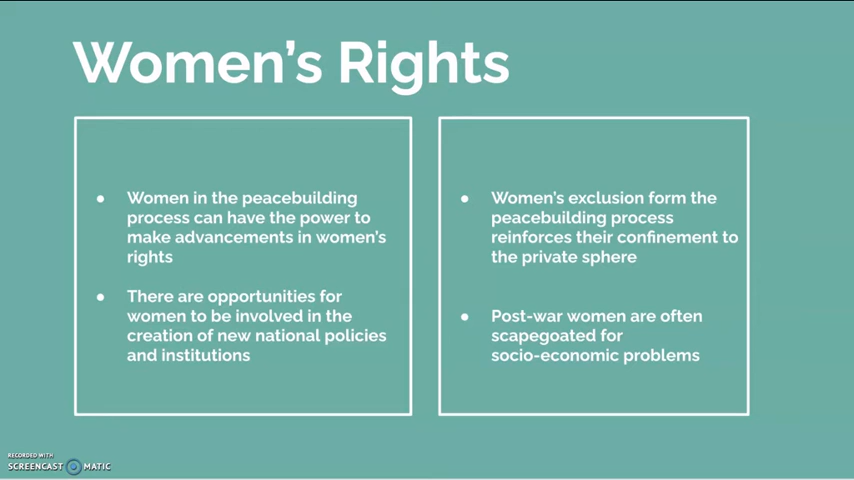 Women's Rights
● Women in the peacebuilding
process can have the power to
make advancements in women's
rights
● There are opportunities for
women to be involved in the
creation of new national policies
and institutions
● Women's exclusion form the
peacebuilding process
reinforces their confinement to
the private sphere
● Post-war women are often
scapegoated for
socio-economic problems
RECORDED WITH
SCREENCAST MATIC